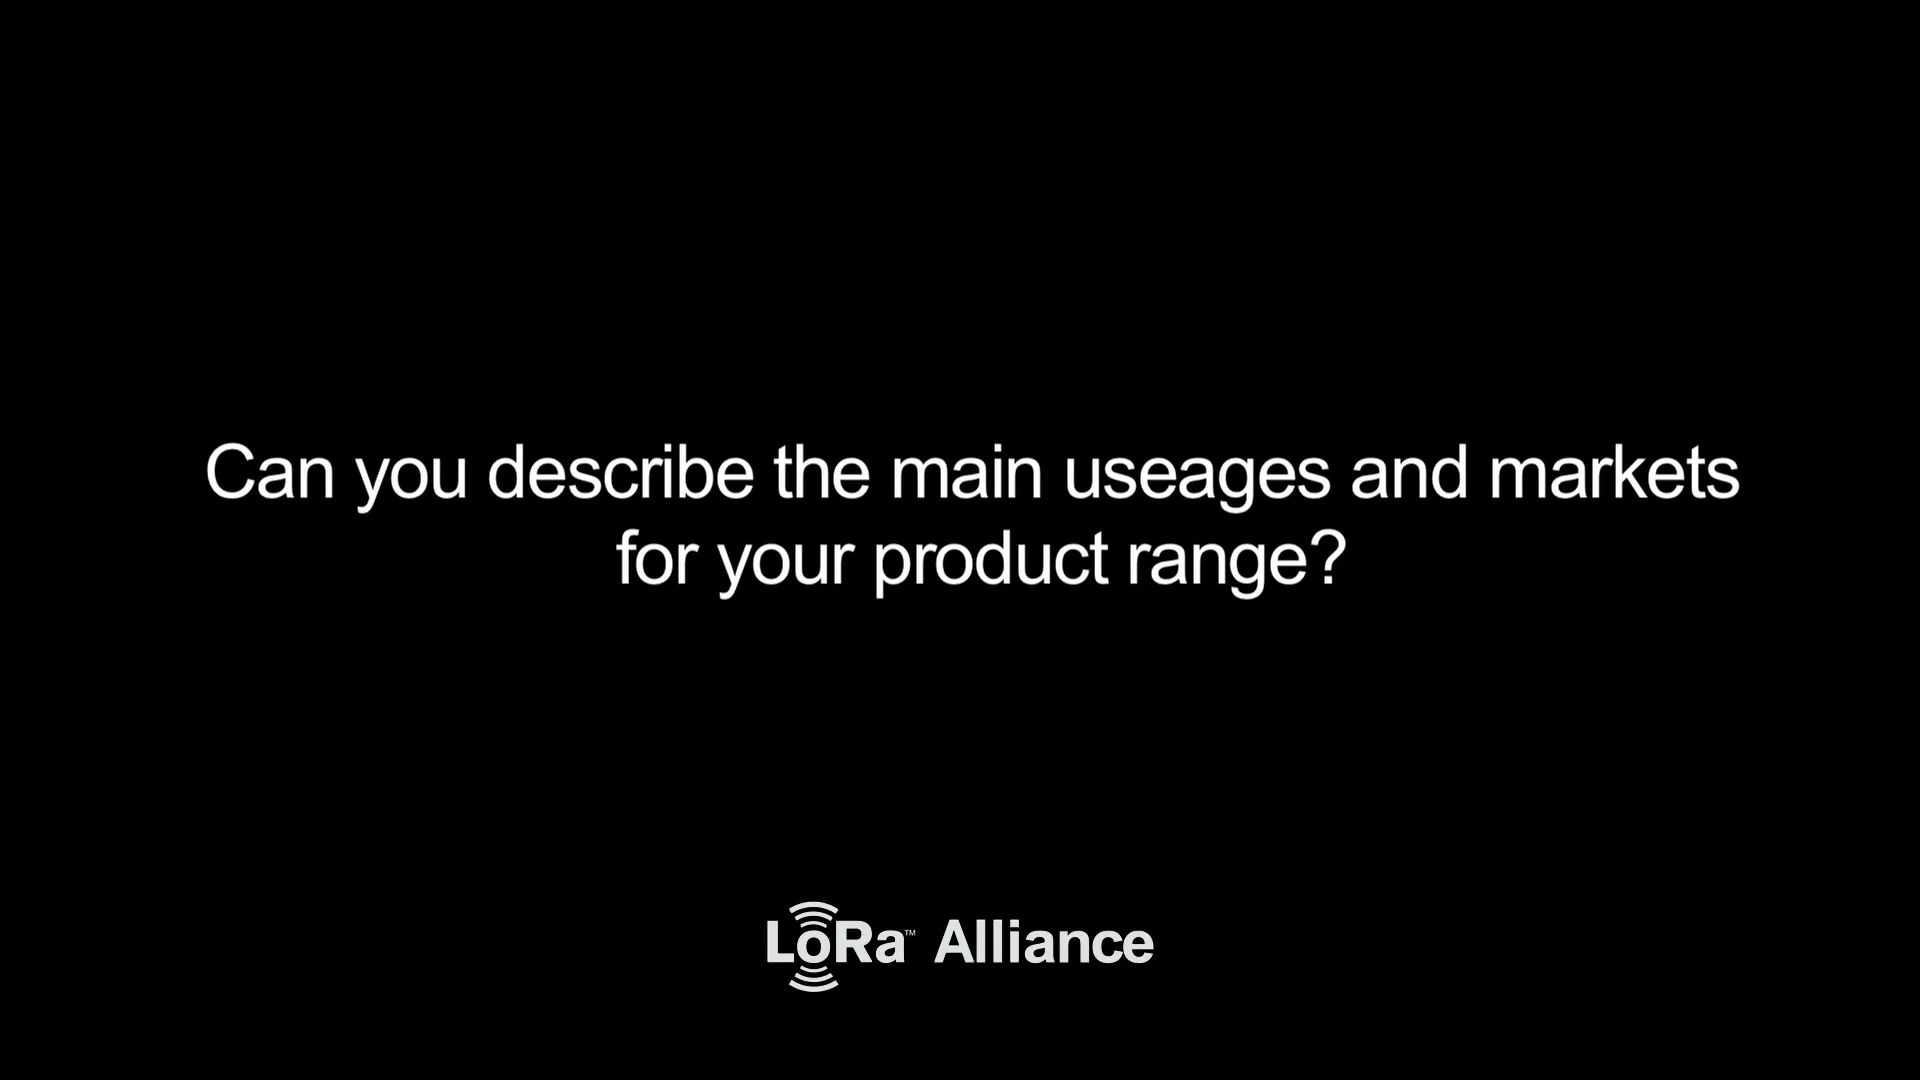 Can you describe the main useages and markets
for your product range?
LoRa™ Alliance